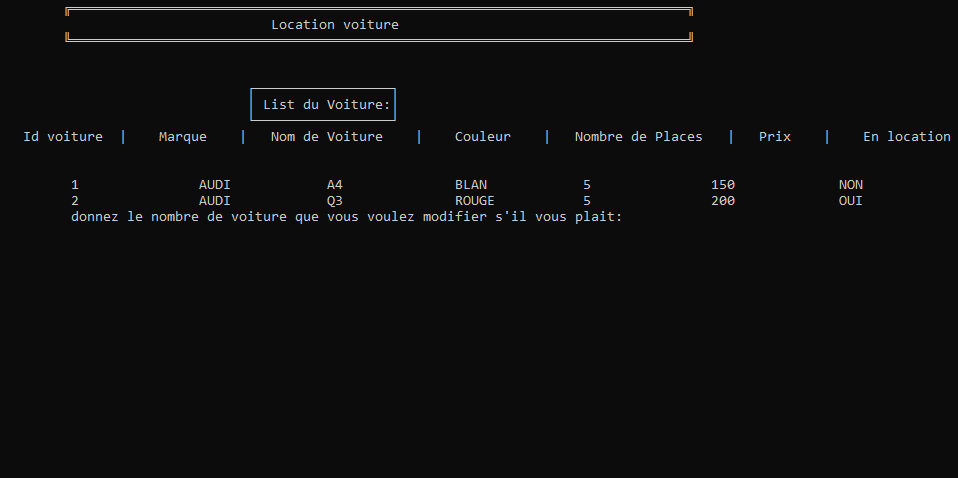 Location voiture
List du Voiture:
Id voiture | Marque | Nom de Voiture | Couleur | Nombre de Places | Prix | En location
1 AUDI A4 BLAN 5 150 NON
2 AUDI Q3 ROUGE 5 200 OUI
donnez le nombre de voiture que vous voulez modifier s'il vous plait: